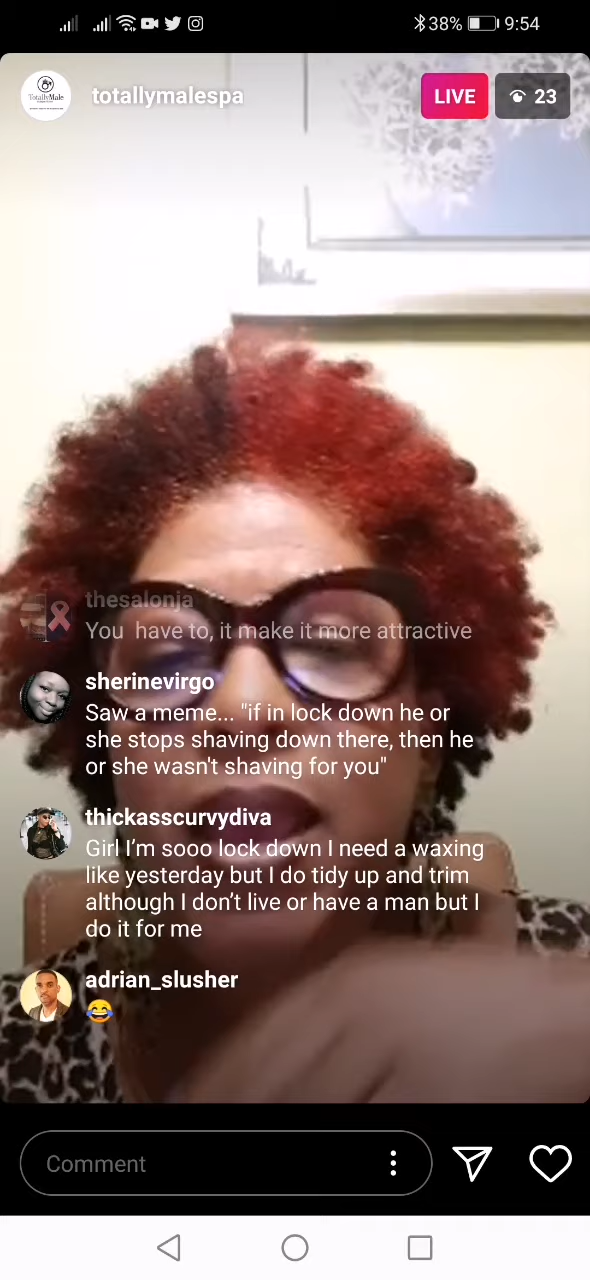 38% 9:54
TotallyMale
totallymalespa
LIVE
23
thesalonja
You  have to, it make it more attractive
sherinevirgo
Saw a meme... "if in lock down he or
she stops shaving down there, then he
or she wasn't shaving for you"
thickasscurvydiva
Girl I'm sooo lock down I need a waxing
like yesterday but I do tidy up and trim
although I don't live or have a man but I
do it for me
adrian_slusher
😂
Comment